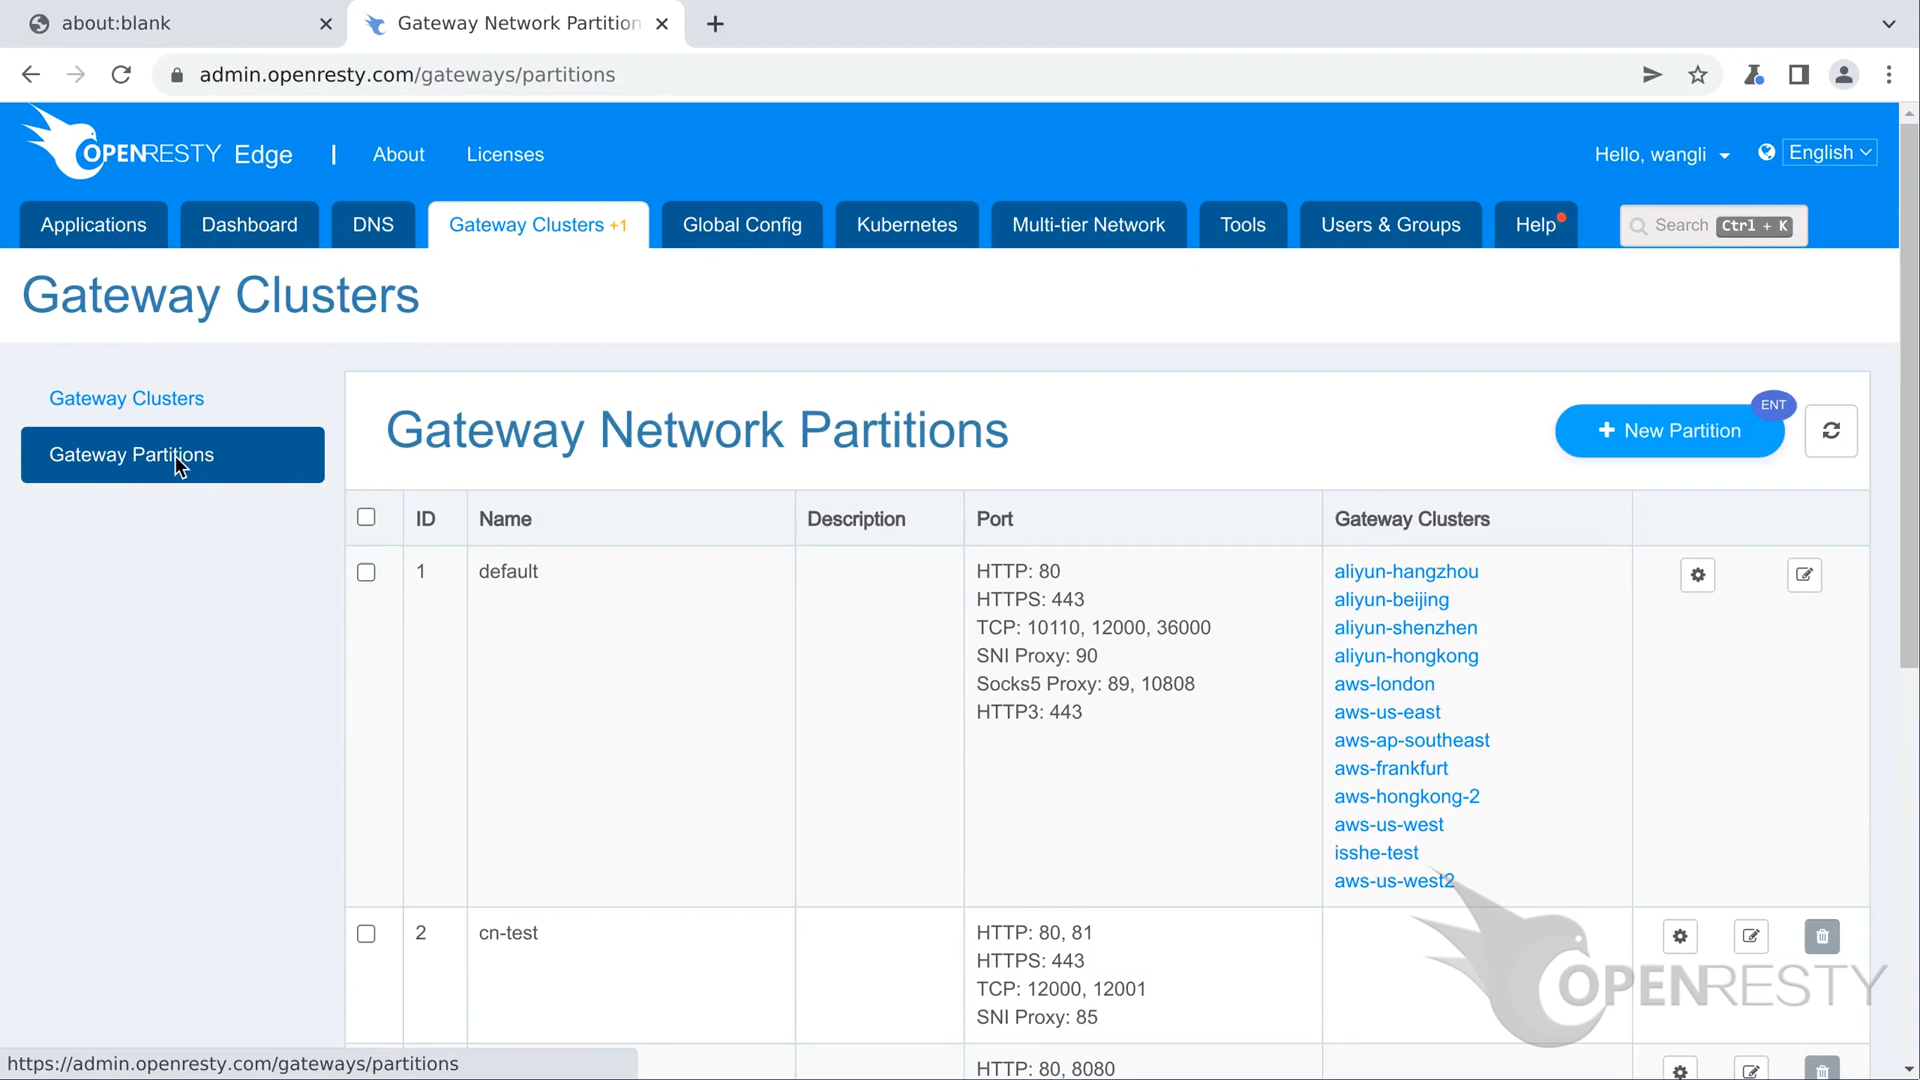 about:blank
Gateway Network Partition
admin.openresty.com/gateways/partitions
OPENRESTY Edge
About
Licenses
Hello, wangli
English
Applications
Dashboard
DNS
Gateway Clusters +1
Global Config
Kubernetes
Multi-tier Network
Tools
Users & Groups
Help
Search Ctrl + K
Gateway Clusters
Gateway Clusters
Gateway Partitions
Gateway Network Partitions
ENT
+ New Partition
ID
Name
Description
Port
Gateway Clusters
1
default
HTTP: 80
HTTPS: 443
TCP: 10110, 12000, 36000
SNI Proxy: 90
Socks5 Proxy: 89, 10808
HTTP3: 443
aliyun-hangzhou
aliyun-beijing
aliyun-shenzhen
aliyun-hongkong
aws-london
aws-us-east
aws-ap-southeast
aws-frankfurt
aws-hongkong-2
aws-us-west
isshe-test
aws-us-west2
2
cn-test
HTTP: 80, 81
HTTPS: 443
TCP: 12000, 12001
SNI Proxy: 85
HTTP: 80, 8080
OPENRESTY
https://admin.openresty.com/gateways/partitions